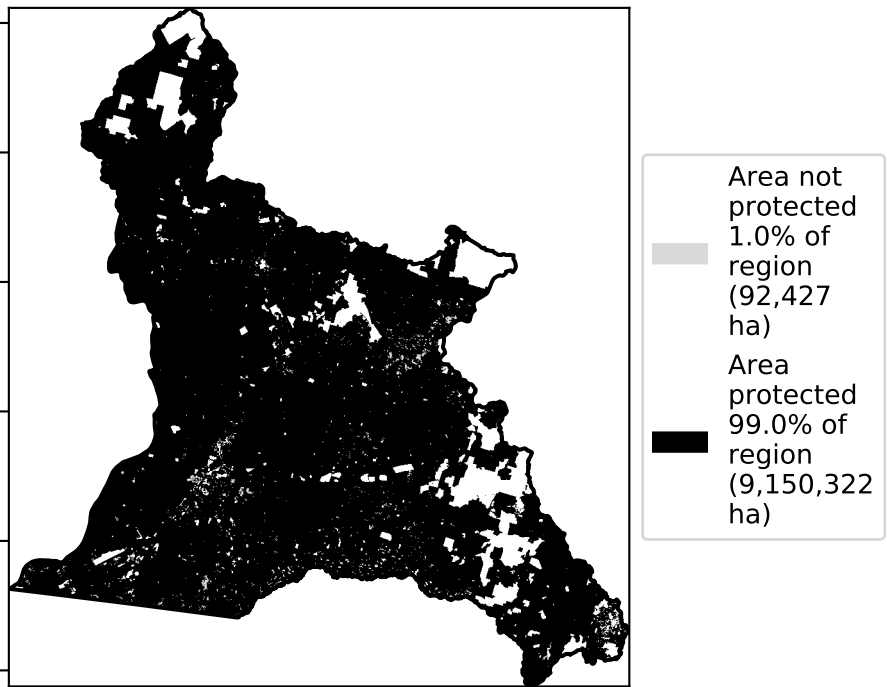 Area not
protected
1.0% of
region
(92,427
ha)
Area
protected
99.0% of
region
(9,150,322
ha)